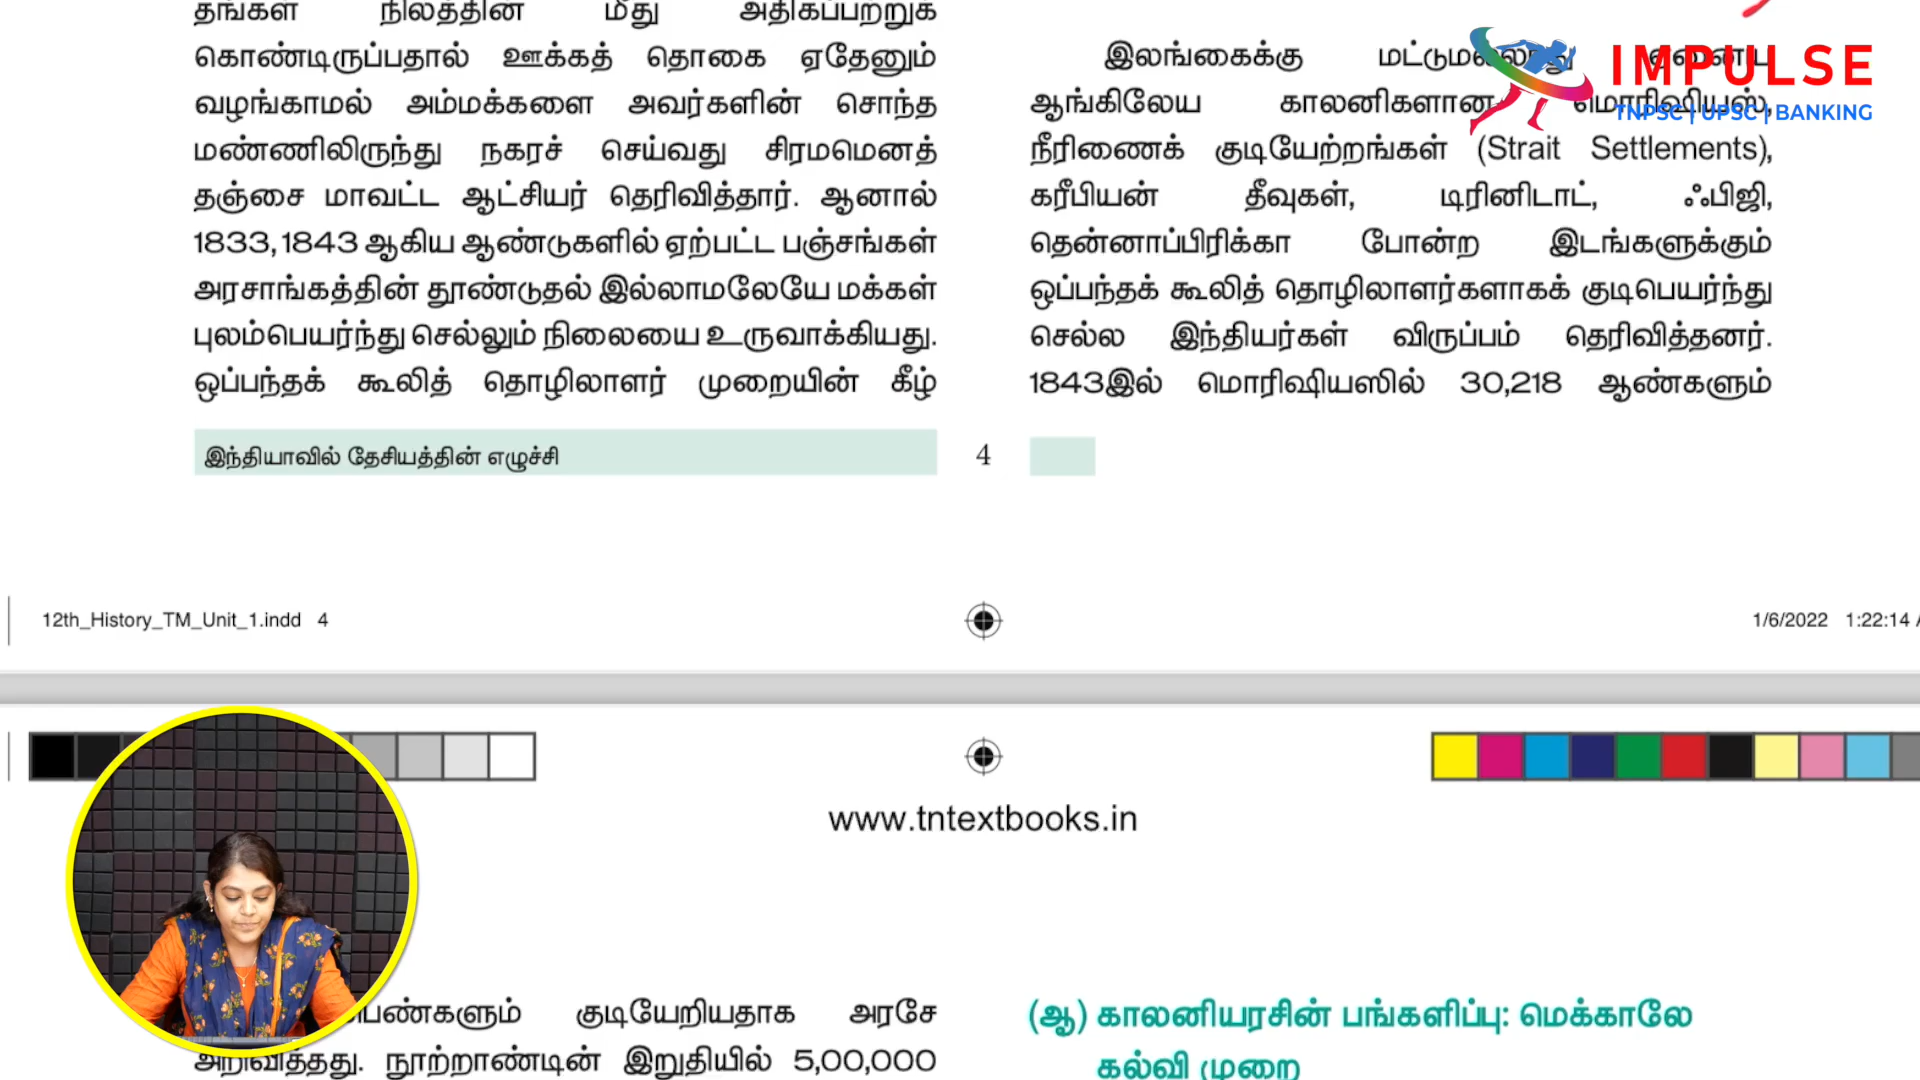 தங்கள் நிலத்தின் மீது அதிகப்பற்றுக்
கொண்டிருப்பதால் ஊக்கத் தொகை ஏதேனும்
வழங்காமல் அம்மக்களை அவர்களின் சொந்த
மண்ணிலிருந்து நகரச் செய்வது சிரமமெனத்
தஞ்சை மாவட்ட ஆட்சியர் தெரிவித்தார். ஆனால்
1833, 1843 ஆகிய ஆண்டுகளில் ஏற்பட்ட பஞ்சங்கள்
அரசாங்கத்தின் தூண்டுதல் இல்லாமலேயே மக்கள்
புலம்பெயர்ந்து செல்லும் நிலையை உருவாக்கியது.
ஒப்பந்தக் கூலித் தொழிலாளர் முறையின் கீழ்
இலங்கைக்கு
ஆங்கிலேய காலனிகளான மொரிஷியஸ்,
நீரிணைக் குடியேற்றங்கள் (Strait Settlements),
கரீபியன் தீவுகள், டிரினிடாட், ஃபிஜி,
தென்னாப்பிரிக்கா போன்ற இடங்களுக்கும்
ஒப்பந்தக் கூலித் தொழிலாளர்களாகக் குடிபெயர்ந்து
செல்ல இந்தியர்கள் விருப்பம் தெரிவித்தனர்.
1843இல் மொரிஷியஸில் 30,218 ஆண்களும்
IMPULSE
TNPSC | UPSC | BANKING
இந்தியாவில் தேசியத்தின் எழுச்சி
4
12th_History_TM_Unit_1.indd 4
1/6/2022 1:22:14
www.tntextbooks.in
குடியேறியதாக அரசே
அறிவித்தது. நூற்றாண்டின் இறுதியில் 5,00,000
(ஆ) காலனியரசின் பங்களிப்பு: மெக்காலே
கல்வி முறை